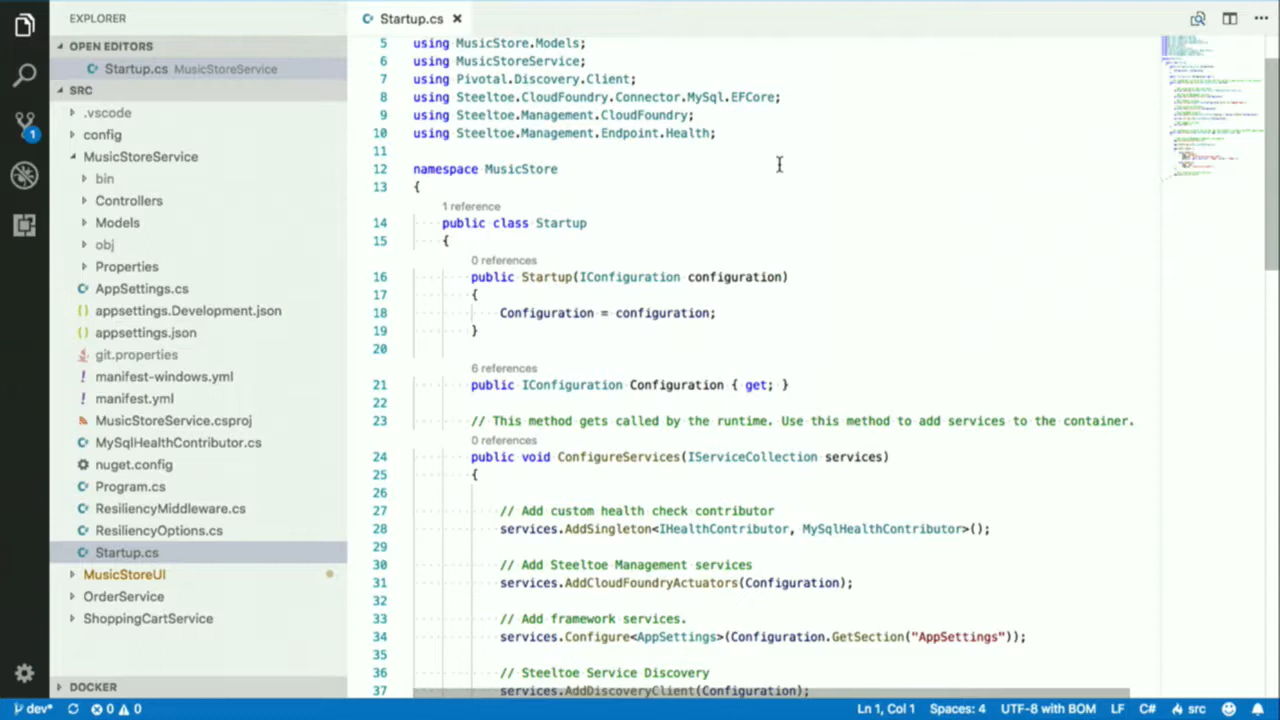 EXPLORER
OPEN EDITORS
Startup.cs MusicStoreService
SRC
.vscode
config
MusicStoreService
bin
Controllers
Models
obj
Properties
AppSettings.cs
appsettings.Development.json
appsettings.json
git.properties
manifest-windows.yml
manifest.yml
MusicStoreService.csproj
MySqlHealthContributor.cs
nuget.config
Program.cs
ResiliencyMiddleware.cs
ResiliencyOptions.cs
Startup.cs
MusicStoreUI
OrderService
ShoppingCartService
DOCKER
1
Startup.cs
5 using MusicStore.Models;
6 using MusicStoreService;
7 using Pivotal.Discovery.Client;
8 using Steeltoe.CloudFoundry.Connector.MySql.EFCore;
9 using Steeltoe.Management.CloudFoundry;
10 using Steeltoe.Management.Endpoint.Health;
11
12 namespace MusicStore
13 {
1 reference
14 public class Startup
15 {
0 references
16 public Startup(IConfiguration configuration)
17 {
18 Configuration = configuration;
19 }
20
6 references
21 public IConfiguration Configuration { get; }
22
23 // This method gets called by the runtime. Use this method to add services to the container.
0 references
24 public void ConfigureServices(IServiceCollection services)
25 {
26
27 // Add custom health check contributor
28 services.AddSingleton<IHealthContributor, MySqlHealthContributor>();
29
30 // Add Steeltoe Management services
31 services.AddCloudFoundryActuators(Configuration);
32
33 // Add framework services.
34 services.Configure<AppSettings>(Configuration.GetSection("AppSettings"));
35
36 // Steeltoe Service Discovery
37 services.AddDiscoveryClient(Configuration);
dev* 0 0 Ln 1, Col 1 Spaces: 4 UTF-8 with BOM LF C# src